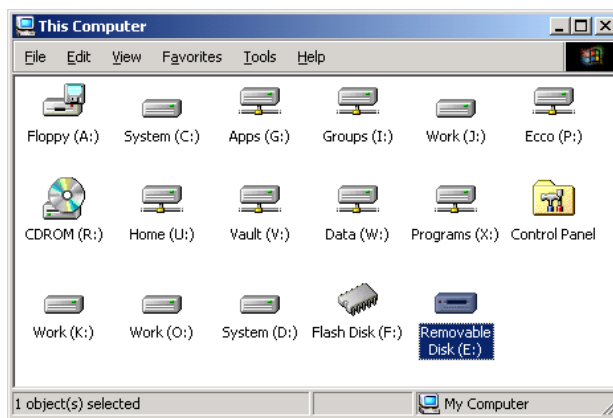 This Computer
File Edit View Favorites Tools Help
Floppy (A:) System (C:) Apps (G:) Groups (I:) Work (J:) Ecco (P:)
CDROM (R:) Home (U:) Vault (V:) Data (W:) Programs (X:) Control Panel
Work (K:) Work (O:) System (D:) Flash Disk (F:) Removable
Disk (E:)
1 object(s) selected My Computer